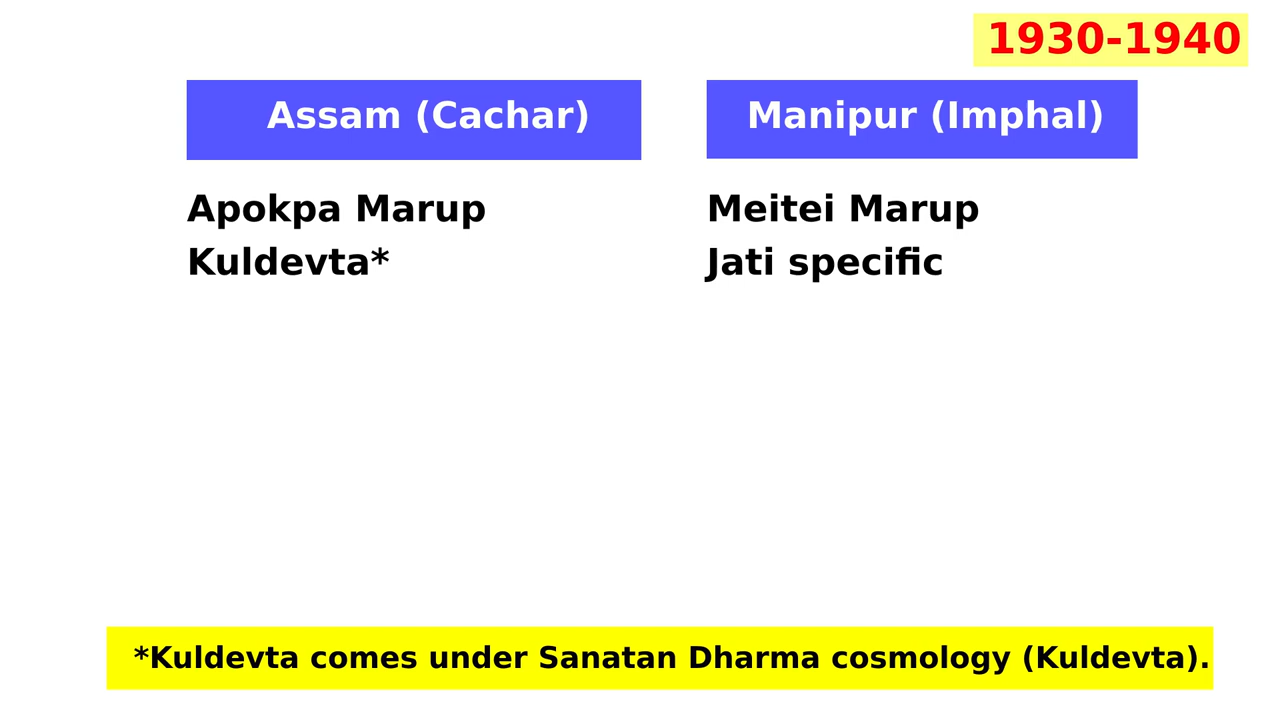 1930-1940
Assam (Cachar)
Manipur (Imphal)
Apokpa Marup
Kuldevta*
Meitei Marup
Jati specific
*Kuldevta comes under Sanatan Dharma cosmology (Kuldevta).